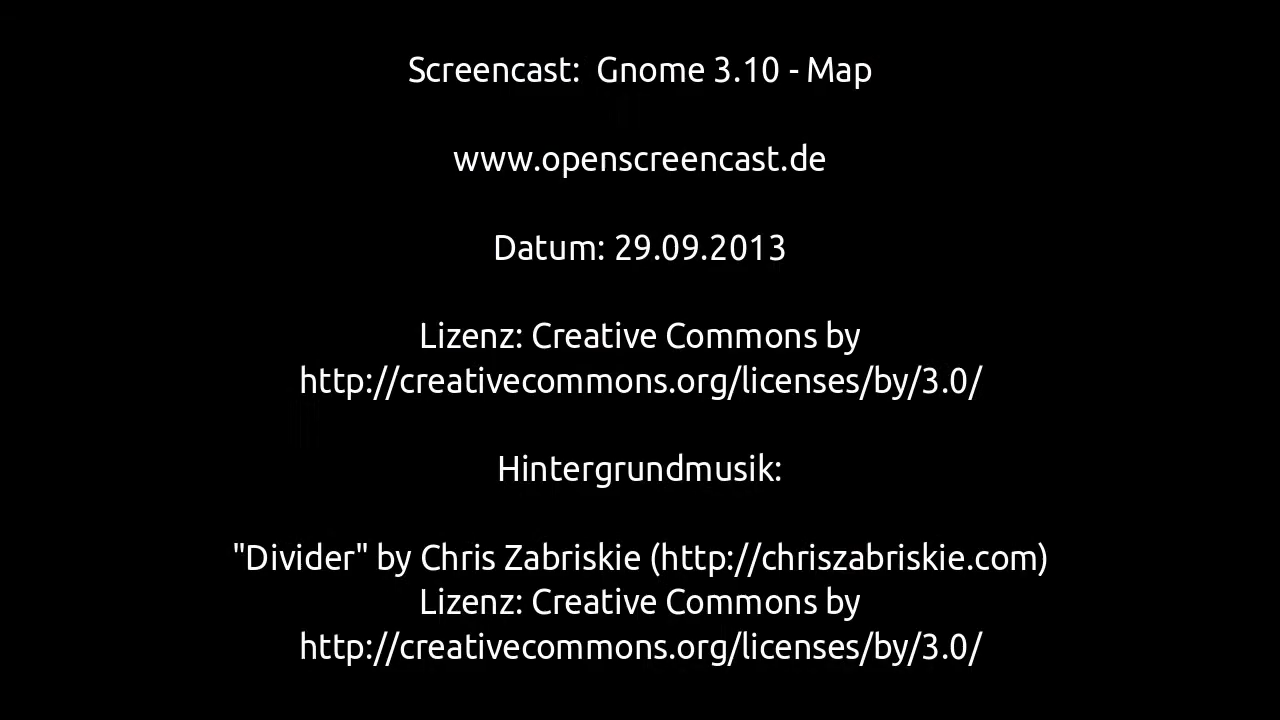 Screencast:  Gnome 3.10 - Map
www.openscreencast.de
Datum: 29.09.2013
Lizenz: Creative Commons by
http://creativecommons.org/licenses/by/3.0/
Hintergrundmusik:
"Divider" by Chris Zabriskie (http://chriszabriskie.com)
Lizenz: Creative Commons by
http://creativecommons.org/licenses/by/3.0/